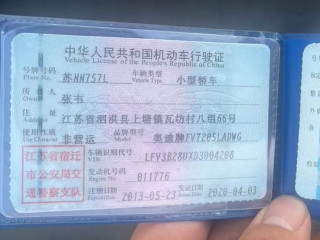 中华人民共和国机动车行驶证
Vehicle License of the People's Republic of China
号牌号码 苏NM757L 车辆类型 小型轿车
所有人 张韦
住址 江苏省泗洪县上塘镇瓦坊村八组66号
使用性质 非营运 品牌型号 奥迪牌FV7205LADWG
江苏省宿迁 车辆识别代号 LFV3B28UXD3004206
市公安局交 VIN
发动机号码 011776
通警察支队 Engine No.
注册日期 2013-05-23 发证日期 2020-04-03